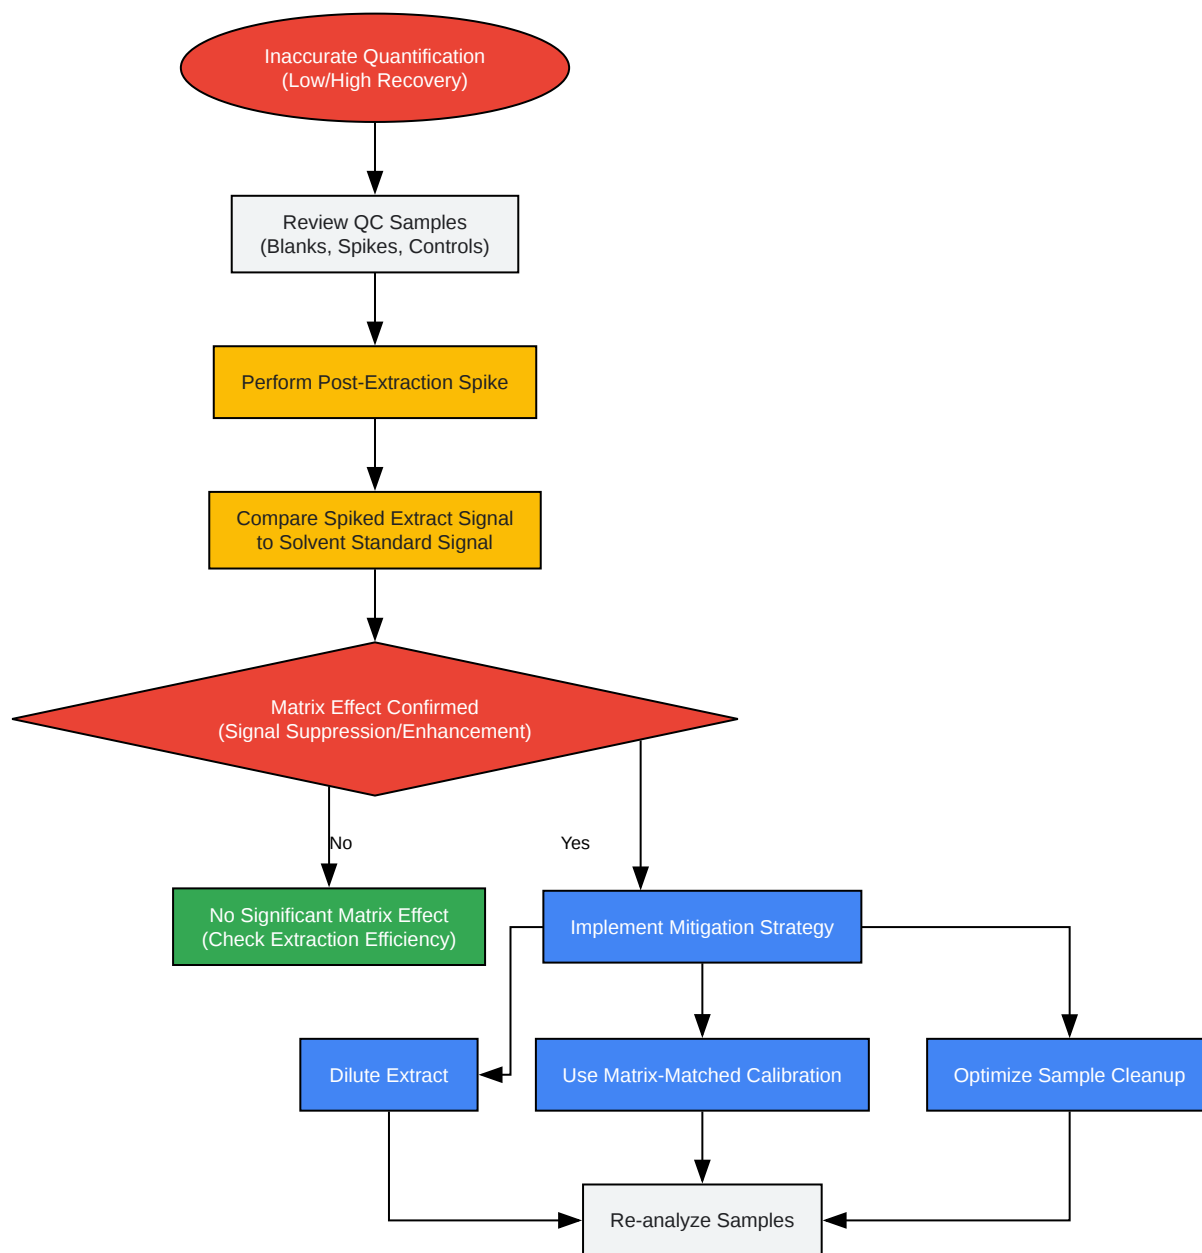 Inaccurate Quantification
(Low/High Recovery)
Review QC Samples
(Blanks, Spikes, Controls)
Perform Post-Extraction Spike
Compare Spiked Extract Signal
to Solvent Standard Signal
Matrix Effect Confirmed
(Signal Suppression/Enhancement)
No
Yes
No Significant Matrix Effect
(Check Extraction Efficiency)
Implement Mitigation Strategy
Dilute Extract
Use Matrix-Matched Calibration
Optimize Sample Cleanup
Re-analyze Samples